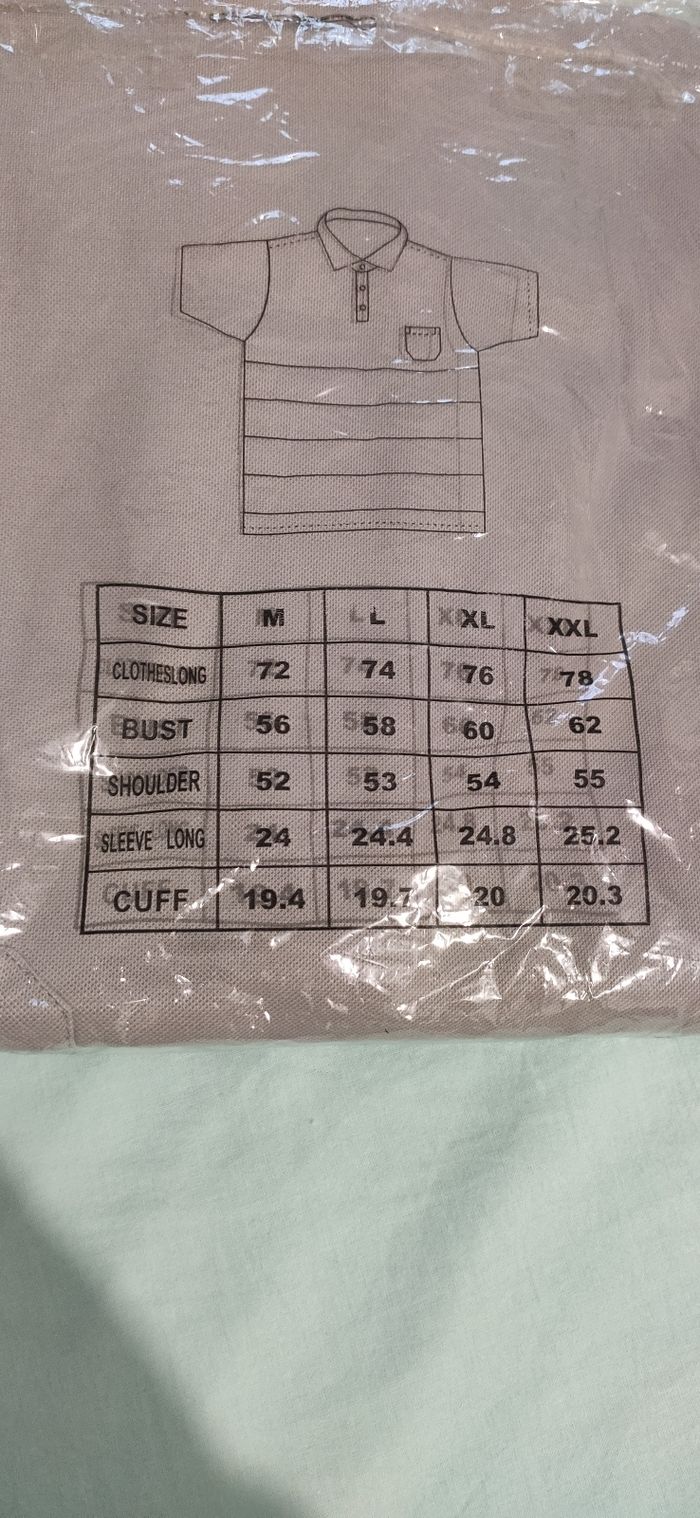 SIZE M L XL XXL
CLOTHESLONG 72 74 76 78
BUST 56 58 60 62
SHOULDER 52 53 54 55
SLEEVE LONG 24 24.4 24.8 25.2
CUFF 19.4 19.7 20 20.3